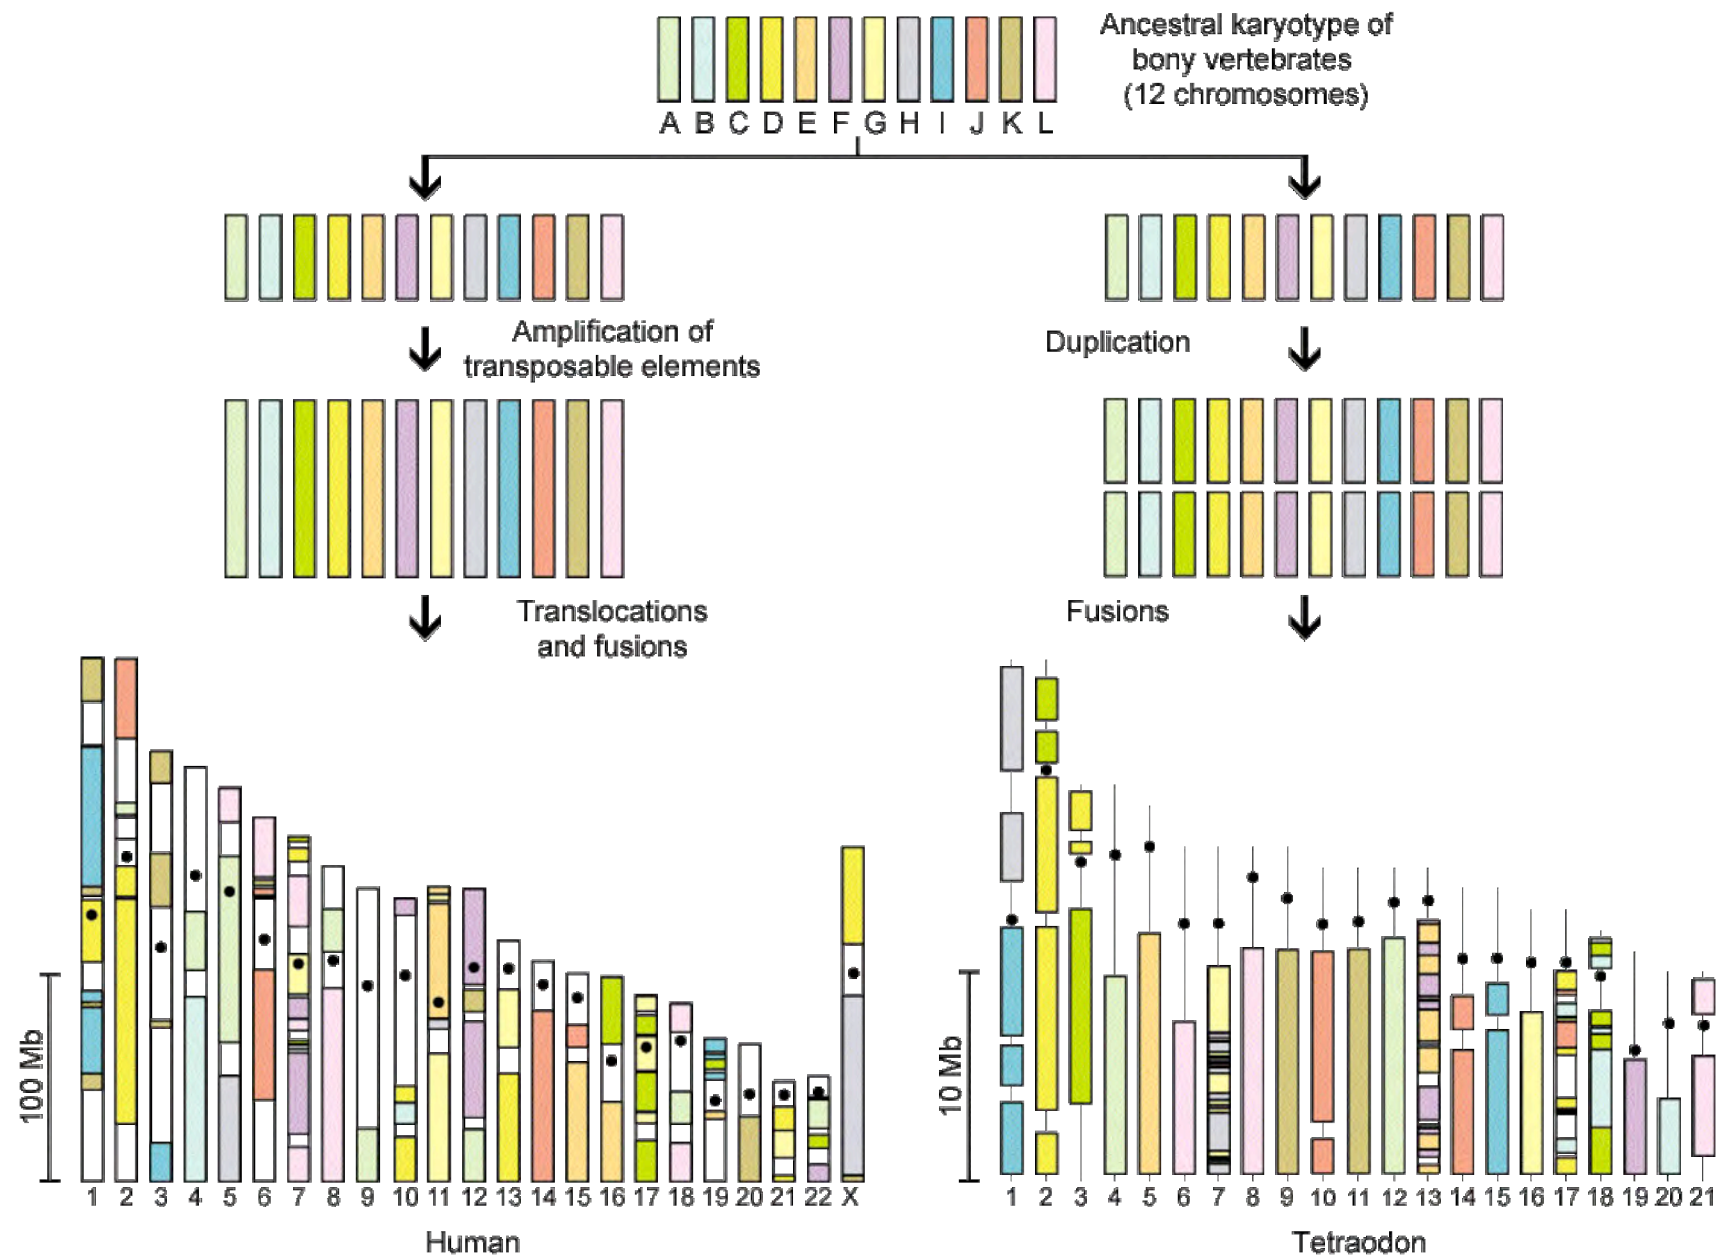 Ancestral karyotype of
bony vertebrates
(12 chromosomes)
A B C D E F G H I J K L
Amplification of
transposable elements
Duplication
Translocations
and fusions
Fusions
100 Mb
10 Mb
1 2 3 4 5 6 7 8 9 10 11 12 13 14 15 16 17 18 19 20 21 22 X
1 2 3 4 5 6 7 8 9 10 11 12 13 14 15 16 17 18 19 20 21
Human
Tetraodon